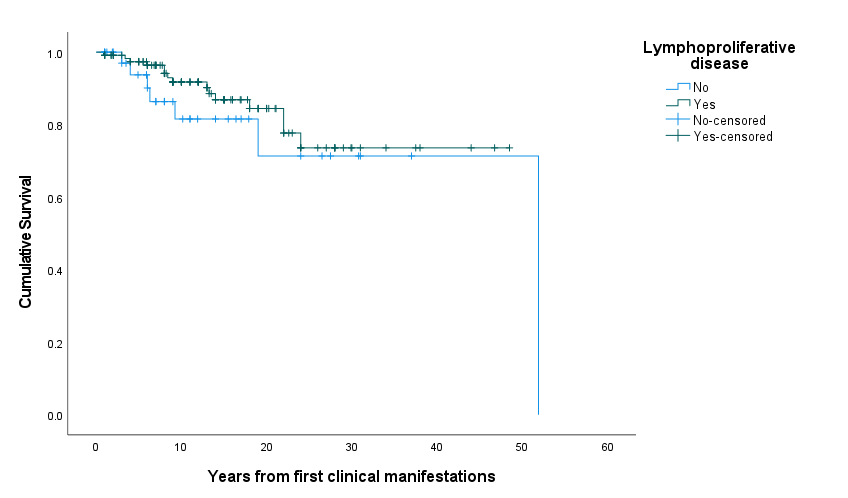 Lymphoproliferative
disease
No
Yes
No-censored
Yes-censored
1.0
0.8
0.6
0.4
0.2
0.0
Cumulative Survival
0 10 20 30 40 50 60
Years from first clinical manifestations